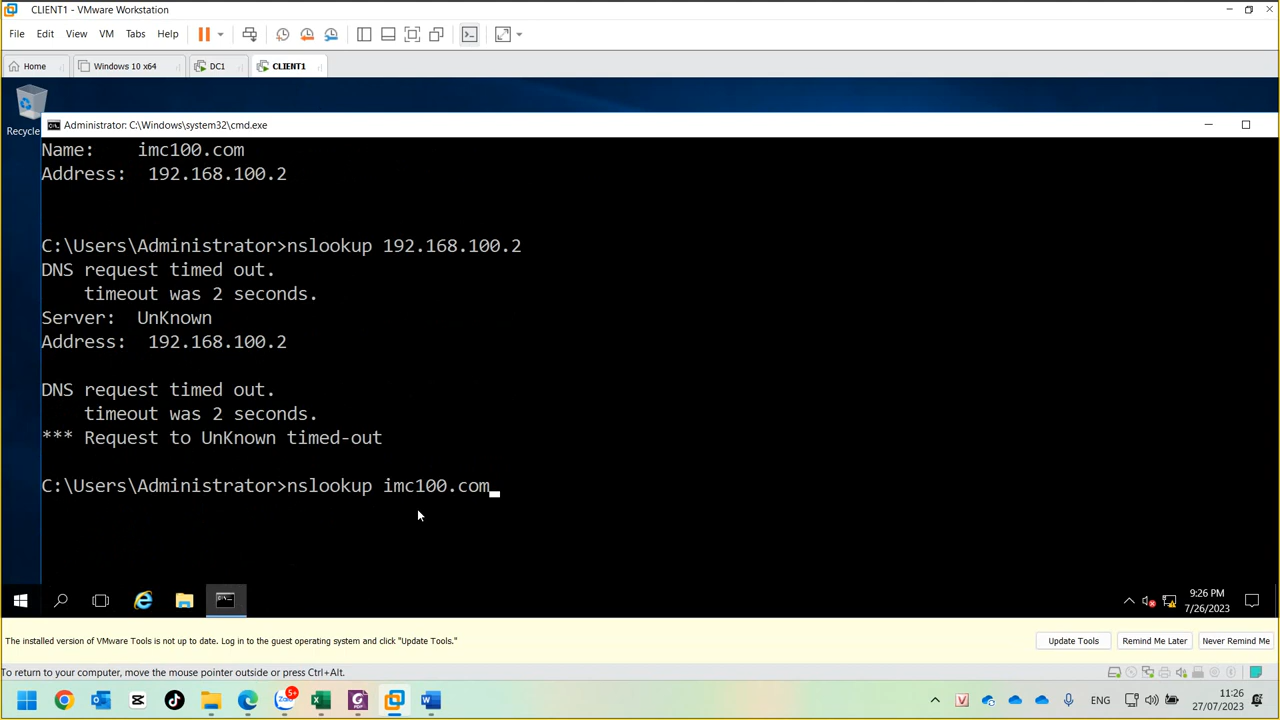 CLIENT1 - VMware Workstation
File Edit View VM Tabs Help
Home Windows 10 x64 DC1 CLIENT1
Recycle
Administrator: C:\Windows\system32\cmd.exe
Name:    imc100.com
Address:  192.168.100.2
C:\Users\Administrator>nslookup 192.168.100.2
DNS request timed out.
    timeout was 2 seconds.
Server:  UnKnown
Address:  192.168.100.2
DNS request timed out.
    timeout was 2 seconds.
*** Request to UnKnown timed-out
C:\Users\Administrator>nslookup imc100.com
9:26 PM
7/26/2023
The installed version of VMware Tools is not up to date. Log in to the guest operating system and click "Update Tools."
Update Tools Remind Me Later Never Remind Me
To return to your computer, move the mouse pointer outside or press Ctrl+Alt.
5+
Zalo
PDF
ENG
11:26
27/07/2023